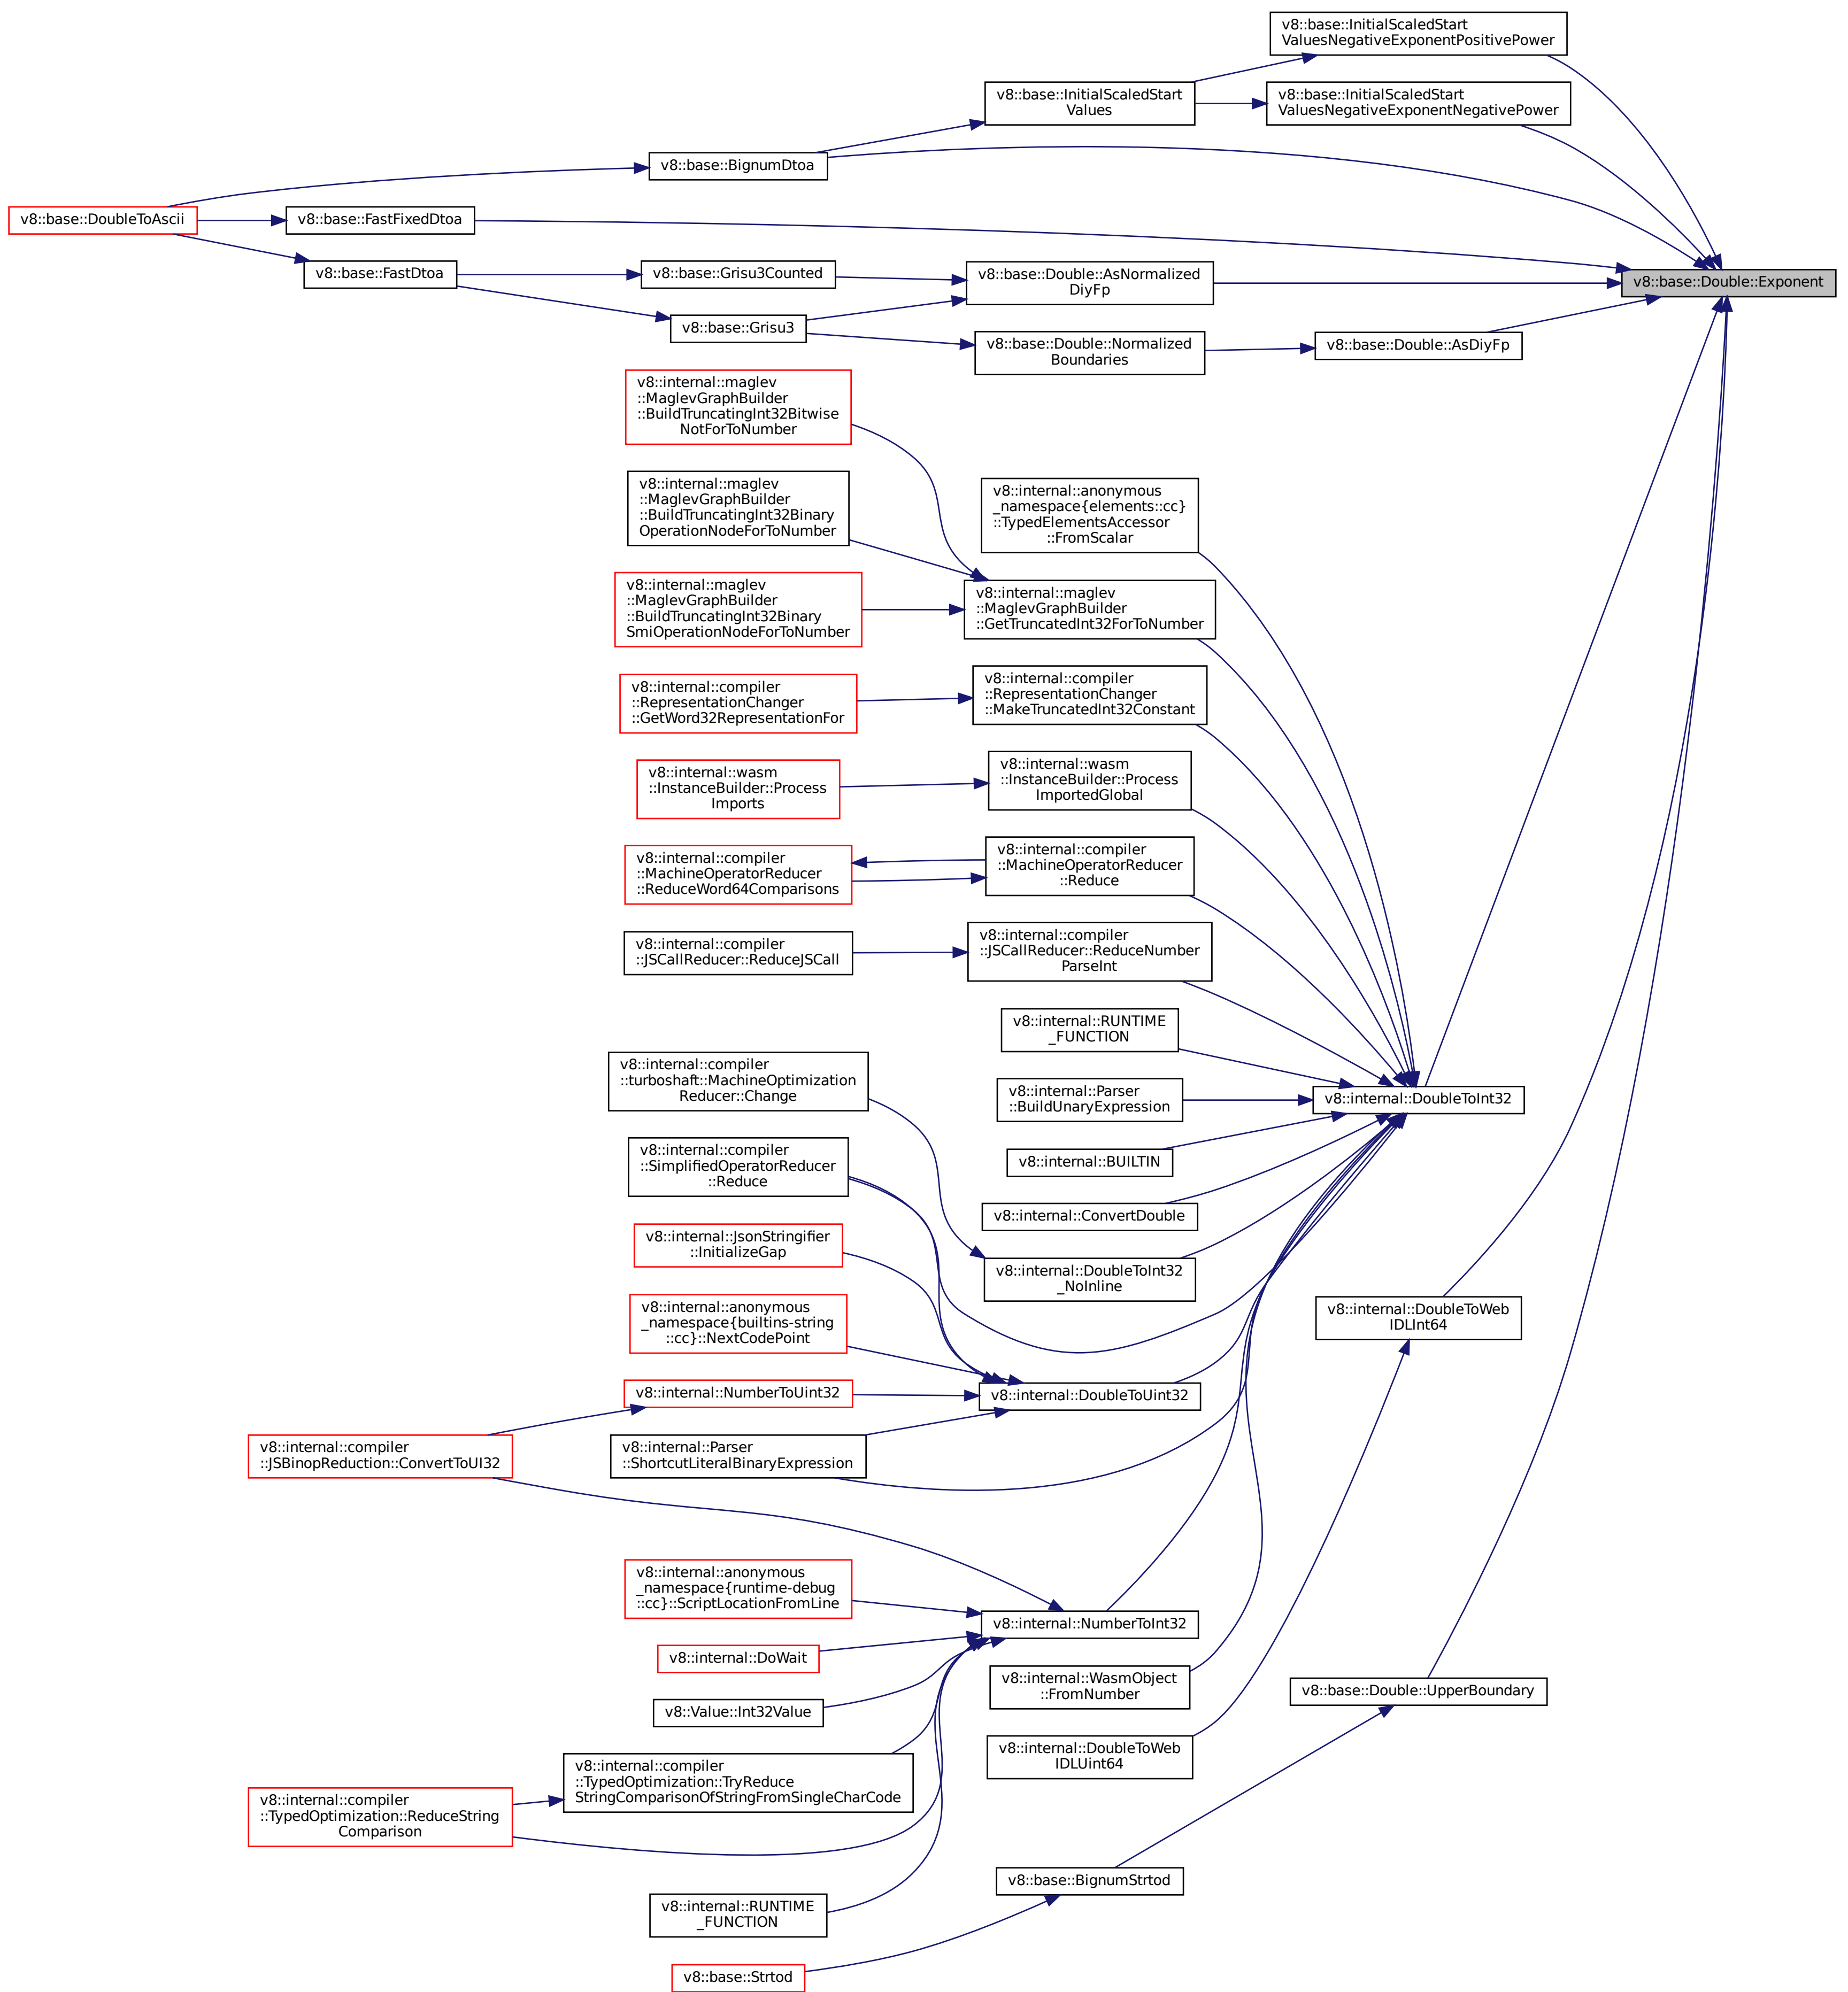 v8::base::InitialScaledStart
ValuesNegativeExponentPositivePower
v8::base::InitialScaledStart
Values
v8::base::InitialScaledStart
ValuesNegativeExponentNegativePower
v8::base::BignumDtoa
v8::base::DoubleToAscii
v8::base::FastFixedDtoa
v8::base::FastDtoa
v8::base::Grisu3Counted
v8::base::Double::AsNormalized
DiyFp
v8::base::Double::Exponent
v8::base::Grisu3
v8::base::Double::Normalized
Boundaries
v8::base::Double::AsDiyFp
v8::internal::maglev
::MaglevGraphBuilder
::BuildTruncatingInt32Bitwise
NotForToNumber
v8::internal::maglev
::MaglevGraphBuilder
::BuildTruncatingInt32Binary
OperationNodeForToNumber
v8::internal::anonymous
_namespace{elements::cc}
::TypedElementsAccessor
::FromScalar
v8::internal::maglev
::MaglevGraphBuilder
::BuildTruncatingInt32Binary
SmiOperationNodeForToNumber
v8::internal::maglev
::MaglevGraphBuilder
::GetTruncatedInt32ForToNumber
v8::internal::compiler
::RepresentationChanger
::GetWord32RepresentationFor
v8::internal::compiler
::RepresentationChanger
::MakeTruncatedInt32Constant
v8::internal::wasm
::InstanceBuilder::Process
Imports
v8::internal::wasm
::InstanceBuilder::Process
ImportedGlobal
v8::internal::compiler
::MachineOperatorReducer
::ReduceWord64Comparisons
v8::internal::compiler
::MachineOperatorReducer
::Reduce
v8::internal::compiler
::JSCallReducer::ReduceJSCall
v8::internal::compiler
::JSCallReducer::ReduceNumber
ParseInt
v8::internal::RUNTIME
_FUNCTION
v8::internal::compiler
::turboshaft::MachineOptimization
Reducer::Change
v8::internal::Parser
::BuildUnaryExpression
v8::internal::DoubleToInt32
v8::internal::compiler
::SimplifiedOperatorReducer
::Reduce
v8::internal::BUILTIN
v8::internal::ConvertDouble
v8::internal::JsonStringifier
::InitializeGap
v8::internal::DoubleToInt32
_NoInline
v8::internal::anonymous
_namespace{builtins-string
::cc}::NextCodePoint
v8::internal::DoubleToWeb
IDLInt64
v8::internal::NumberToUint32
v8::internal::DoubleToUint32
v8::internal::compiler
::JSBinopReduction::ConvertToUI32
v8::internal::Parser
::ShortcutLiteralBinaryExpression
v8::internal::anonymous
_namespace{runtime-debug
::cc}::ScriptLocationFromLine
v8::internal::NumberToInt32
v8::internal::DoWait
v8::internal::WasmObject
::FromNumber
v8::base::Double::UpperBoundary
v8::Value::Int32Value
v8::internal::DoubleToWeb
IDLUint64
v8::internal::compiler
::TypedOptimization::TryReduce
StringComparisonOfStringFromSingleCharCode
v8::internal::compiler
::TypedOptimization::ReduceString
Comparison
v8::base::BignumStrtod
v8::internal::RUNTIME
_FUNCTION
v8::base::Strtod